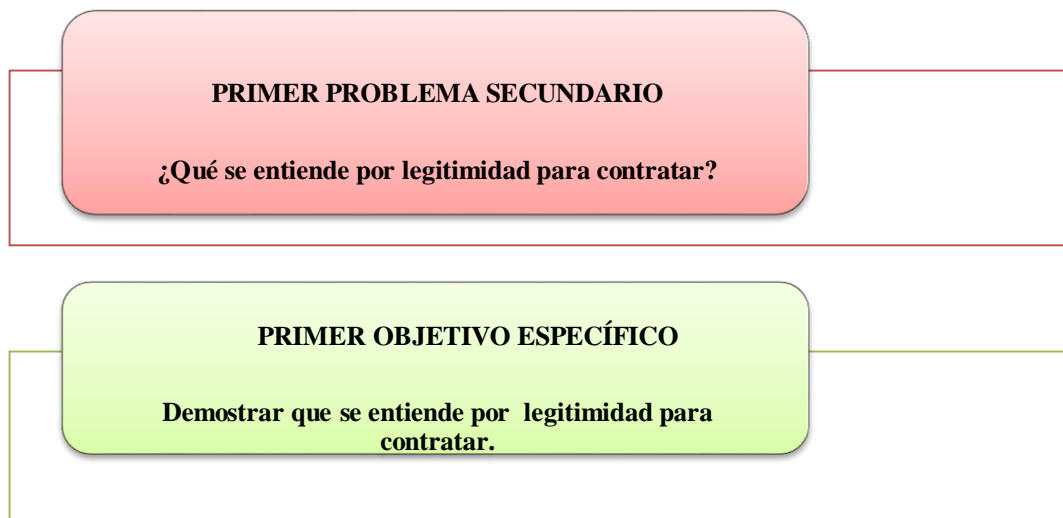 PRIMER PROBLEMA SECUNDARIO
¿Qué se entiende por legitimidad para contratar?
PRIMER OBJETIVO ESPECÍFICO
Demostrar que se entiende por legitimidad para
contratar.